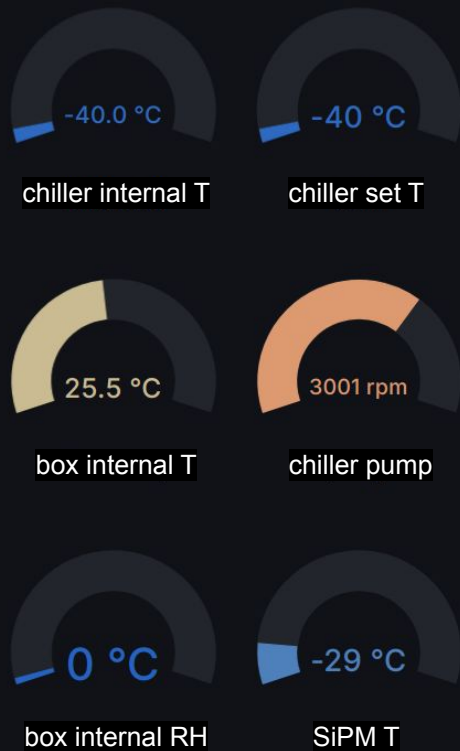 -40.0 °C
-40 °C
chiller internal T
chiller set T
25.5 °C
3001 rpm
box internal T
chiller pump
0 °C
-29 °C
box internal RH
SiPM T